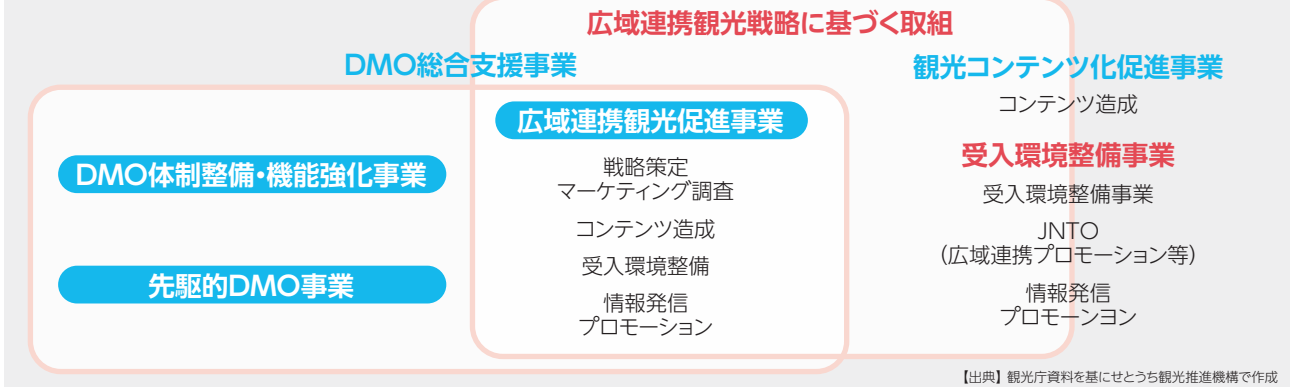 広域連携観光戦略に基づく取組
DMO総合支援事業
観光コンテンツ化促進事業
コンテンツ造成
広域連携観光促進事業
受入環境整備事業
DMO体制整備・機能強化事業
戦略策定
マーケティング調査
受入環境整備事業
コンテンツ造成
JNTO
（広域連携プロモーション等）
先駆的DMO事業
受入環境整備
情報発信
プロモーション
情報発信
プロモーンヨン
【出典】観光庁資料を基にせとうち観光推進機構で作成